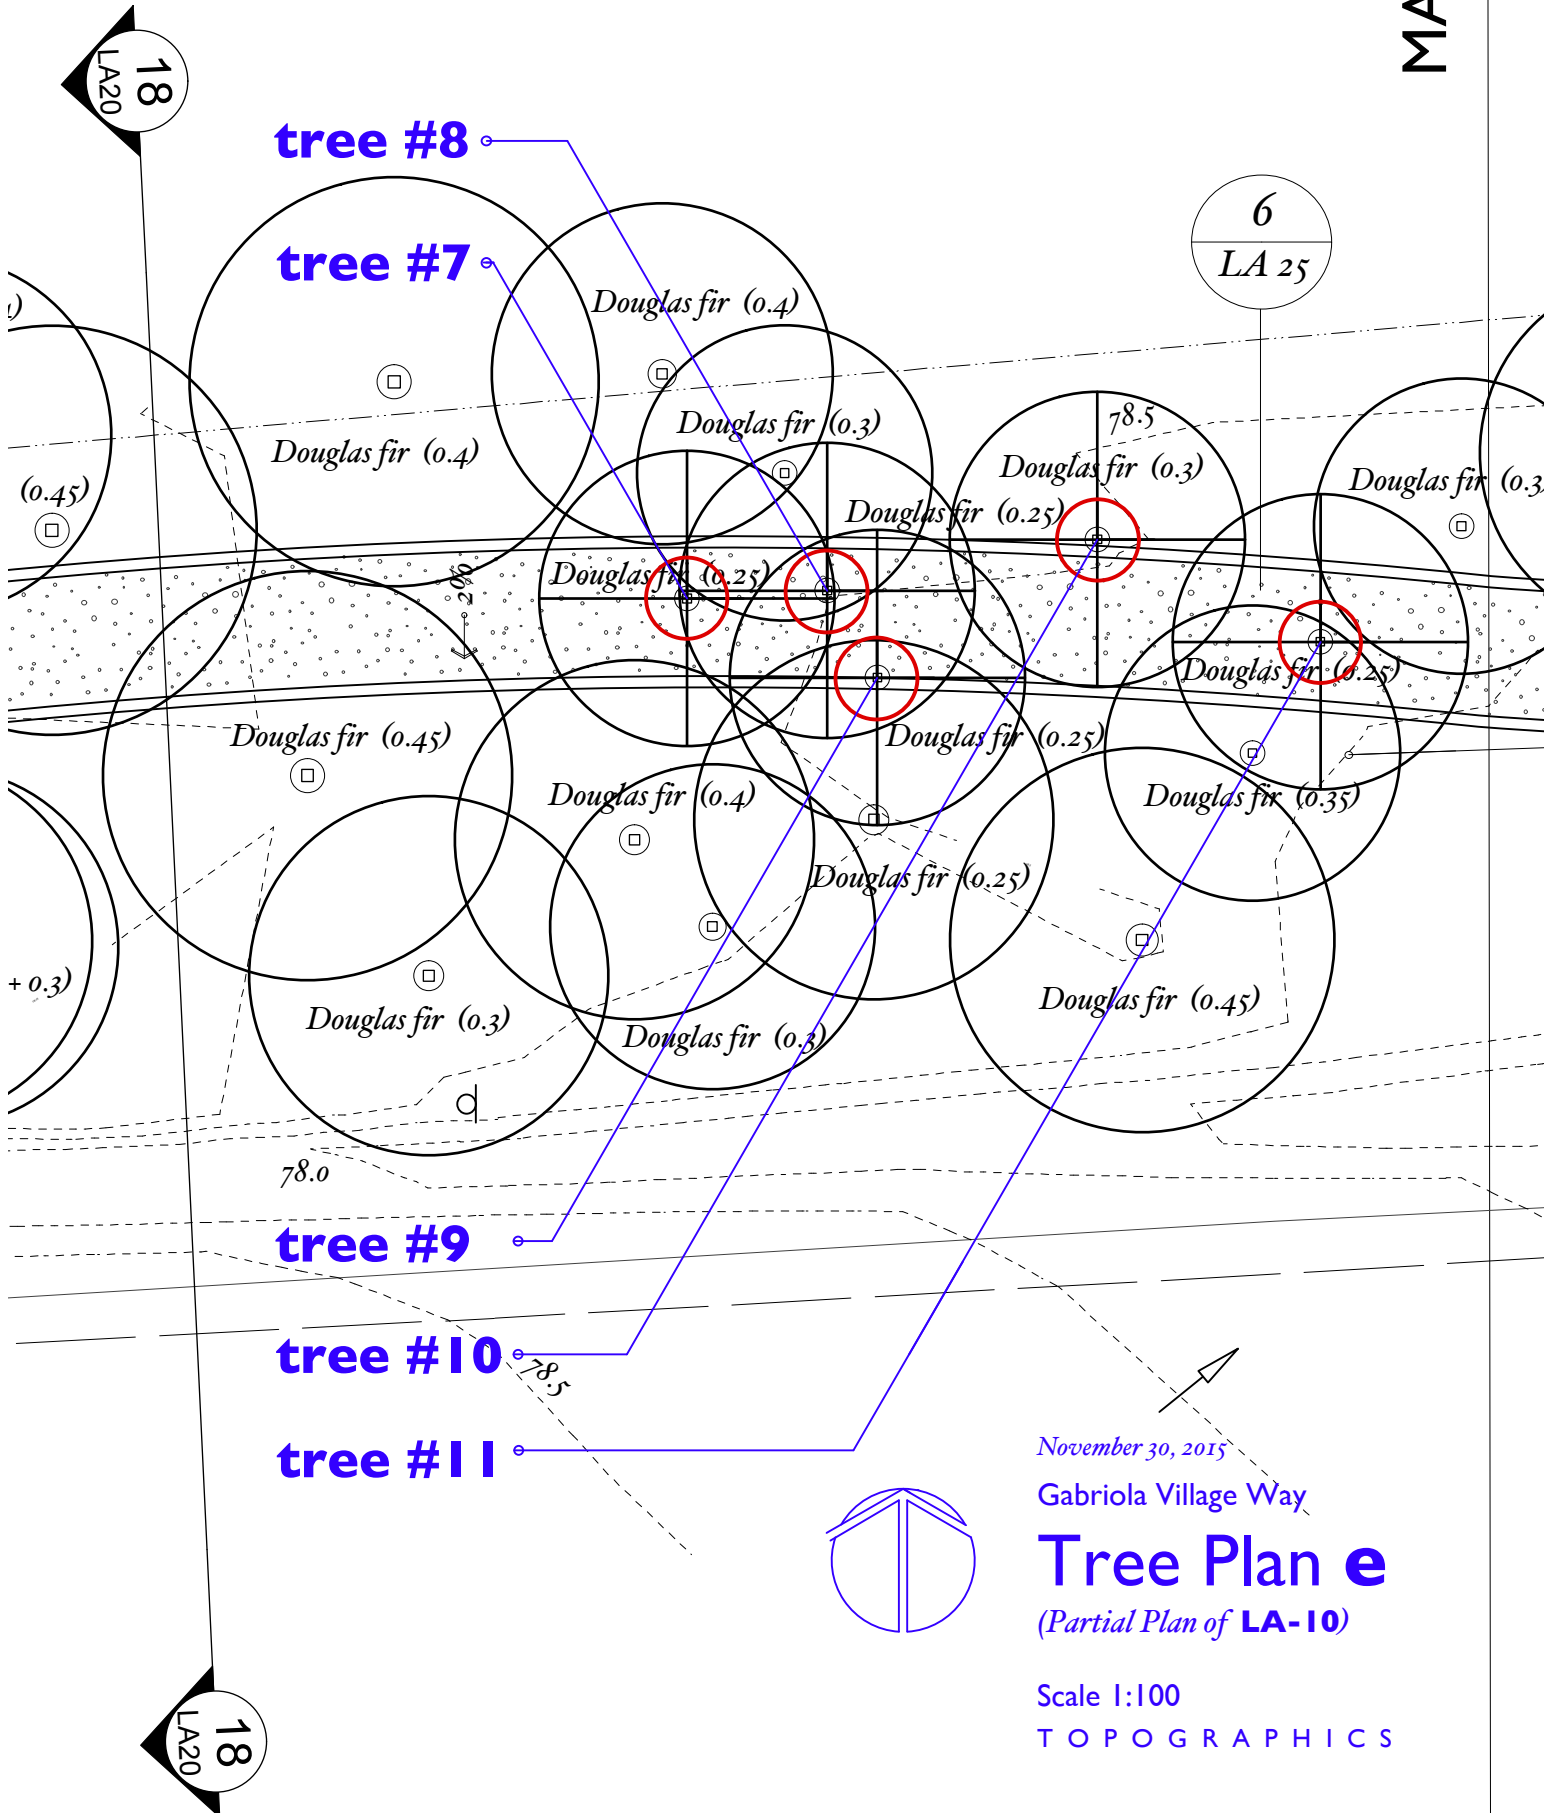 MA
18
LA20
tree #8
6
LA 25
tree #7
Douglas fir (0.4)
78.5
Douglas fir (0.3)
Douglas fir (0.4)
Douglas fir (0.3)
Douglas fir (0.3
(0.45)
Douglas fir (0.25)
Douglas fir (0.25)
200
Douglas fir (0.25)
Douglas fir (0.45)
Douglas fir (0.25)
Douglas fir (0.4)
Douglas fir (0.35)
Douglas fir (0.25)
+ 0.3)
Douglas fir (0.45)
Douglas fir (0.3)
Douglas fir (0.3)
78.0
tree #9
tree #10
78.5
tree #11
November 30, 2015
Gabriola Village Way
Tree Plan e
(Partial Plan of LA-10)
Scale 1:100
TOPOGRAPHICS
18
LA20